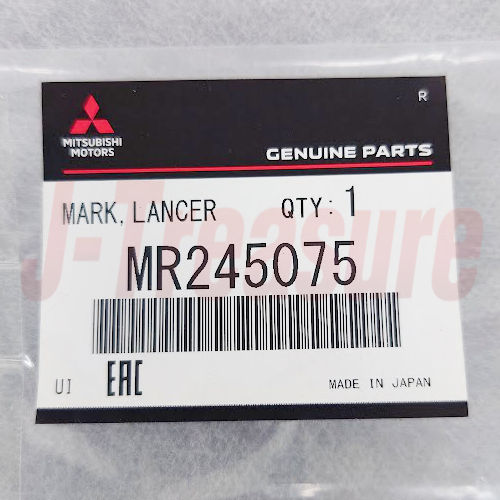 R
MITSUBISHI
MOTORS
GENUINE PARTS
MARK, LANCER QTY: 1
J-Treasure
MR245075
UI EAC MADE IN JAPAN